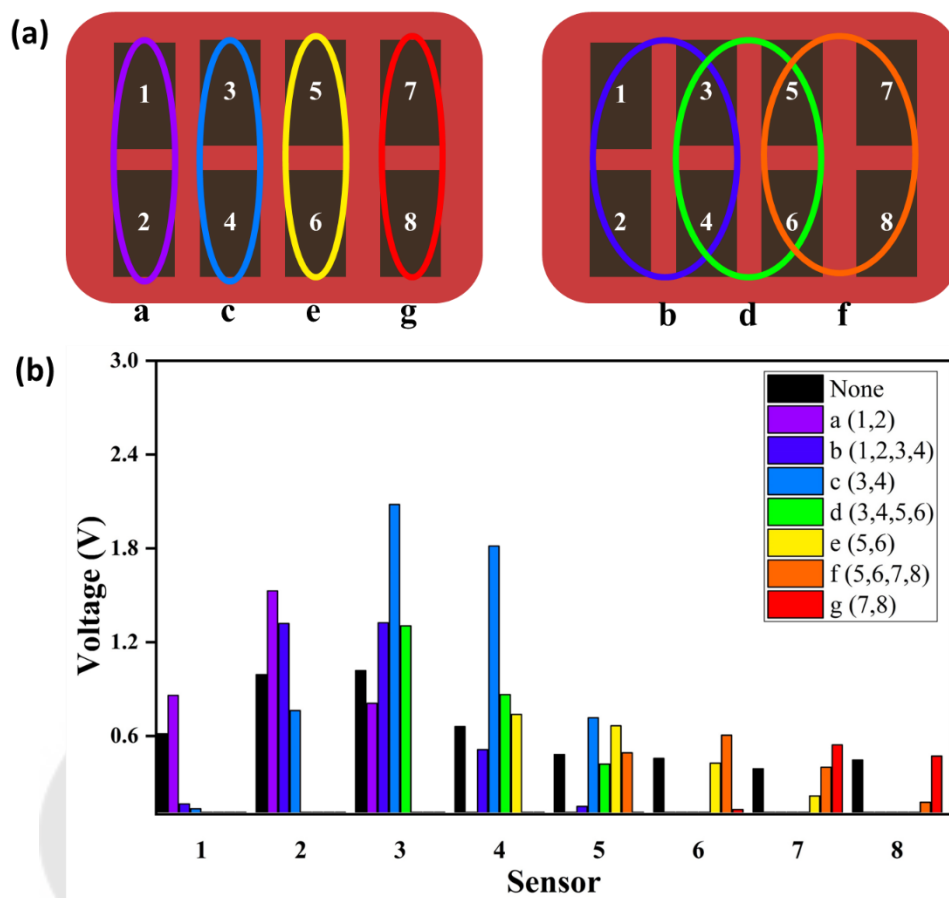 (a)
1 3 5 7
2 4 6 8
a c e g
1 3 5 7
2 4 6 8
b d f
(b)
3.0
2.4
1.8
1.2
0.6
Voltage (V)
None
a (1,2)
b (1,2,3,4)
c (3,4)
d (3,4,5,6)
e (5,6)
f (5,6,7,8)
g (7,8)
1 2 3 4 5 6 7 8
Sensor